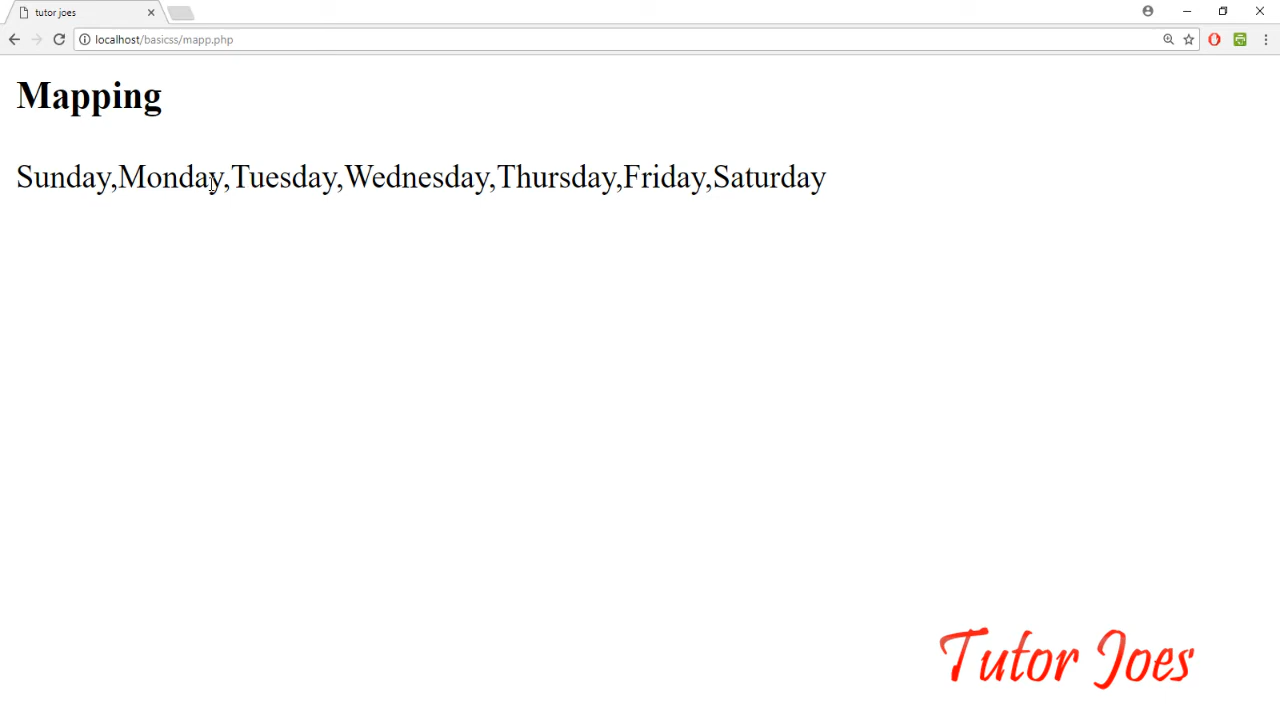 tutor joes
localhost/basicss/mapp.php
Mapping
Sunday,Monday,Tuesday,Wednesday,Thursday,Friday,Saturday
Tutor Joes